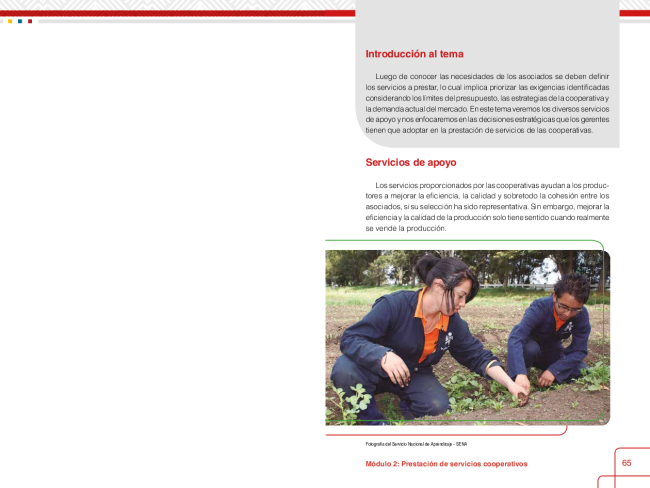 Introducción al tema
Luego de conocer las necesidades de los asociados se deben definir
los servicios a prestar, lo cual implica priorizar las exigencias identificadas
considerando los límites del presupuesto, las estrategias de la cooperativa y
la demanda actual del mercado. En este tema veremos los diversos servicios
de apoyo y nos enfocaremos en las decisiones estratégicas que los gerentes
tienen que adoptar en la prestación de servicios de las cooperativas.
Servicios de apoyo
Los servicios proporcionados por las cooperativas ayudan a los produc-
tores a mejorar la eficiencia, la calidad y sobretodo la cohesión entre los
asociados, si su selección ha sido representativa. Sin embargo, mejorar la
eficiencia y la calidad de la producción solo tiene sentido cuando realmente
se vende la producción.
Fotografía del Servicio Nacional de Aprendizaje - SENA
Módulo 2: Prestación de servicios cooperativos
65